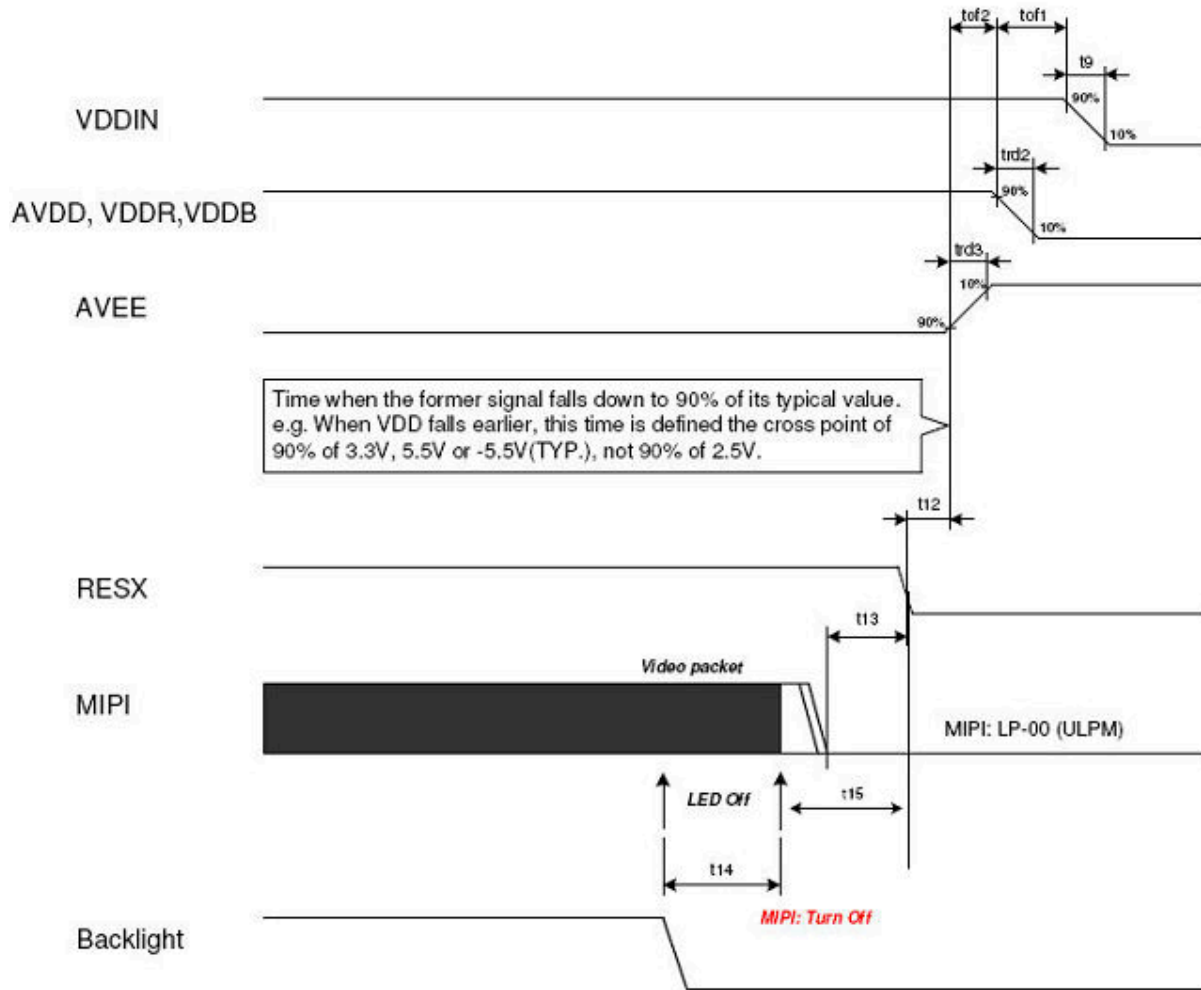 tof2
tof1
t9
VDDIN
90%
10%
trd2
AVDD, VDDR,VDDB
90%
10%
trd3
AVEE
10%
90%
Time when the former signal falls down to 90% of its typical value.
e.g. When VDD falls earlier, this time is defined the cross point of
90% of 3.3V, 5.5V or -5.5V(TYP.), not 90% of 2.5V.
t12
RESX
t13
Video packet
MIPI
MIPI: LP-00 (ULPM)
LED Off
t15
t14
MIPI: Turn Off
Backlight